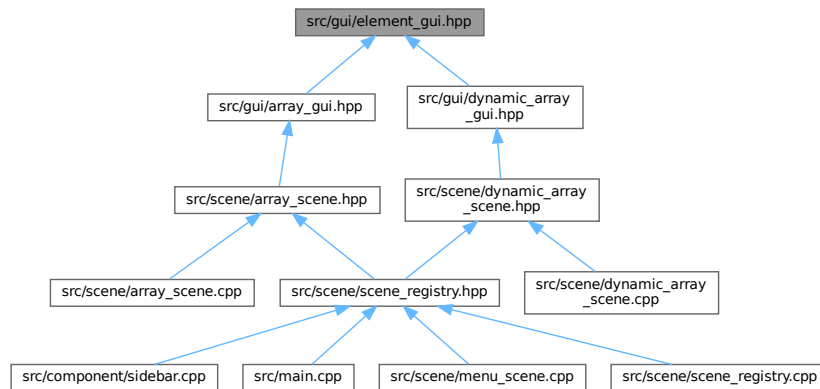 src/gui/element_gui.hpp
src/gui/array_gui.hpp
src/gui/dynamic_array
_gui.hpp
src/scene/array_scene.hpp
src/scene/dynamic_array
_scene.hpp
src/scene/array_scene.cpp
src/scene/scene_registry.hpp
src/scene/dynamic_array
_scene.cpp
src/component/sidebar.cpp
src/main.cpp
src/scene/menu_scene.cpp
src/scene/scene_registry.cpp